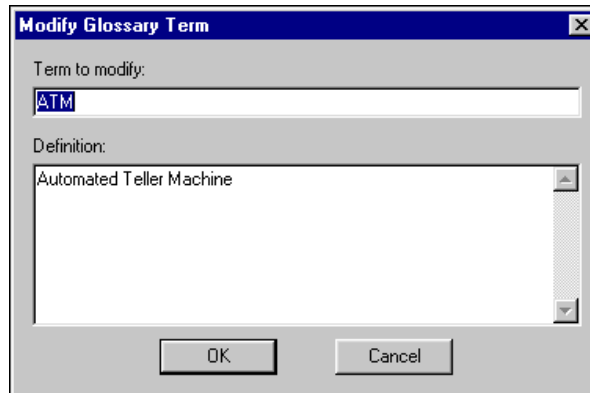 Modify Glossary Term
Term to modify:
ATM
Definition:
Automated Teller Machine
OK Cancel